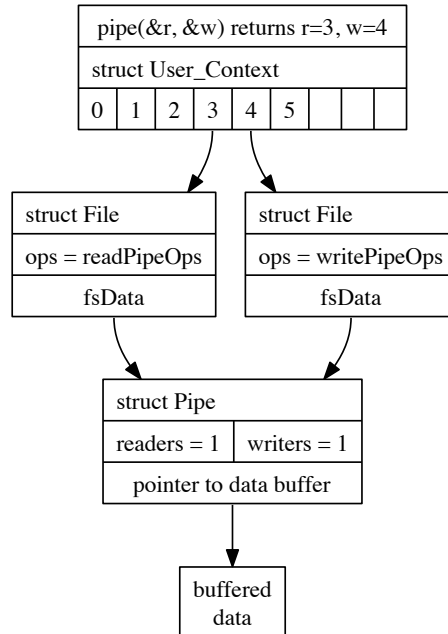 pipe(&r, &w) returns r=3, w=4
struct User_Context
0 1 2 3 4 5
struct File
ops = readPipeOps
fsData
struct File
ops = writePipeOps
fsData
struct Pipe
readers = 1 writers = 1
pointer to data buffer
buffered
data